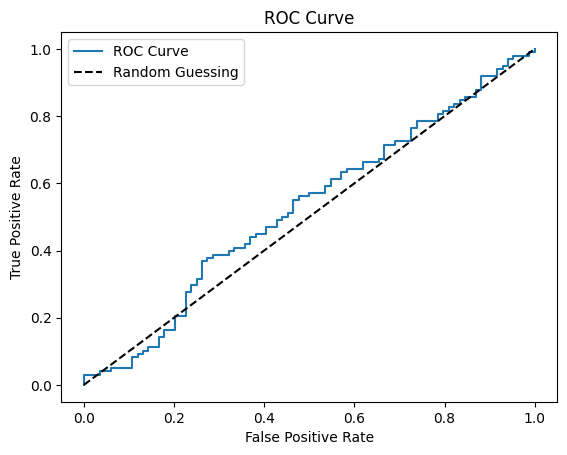 ROC Curve
ROC Curve
Random Guessing
True Positive Rate
1.0
0.8
0.6
0.4
0.2
0.0
0.0 0.2 0.4 0.6 0.8 1.0
False Positive Rate